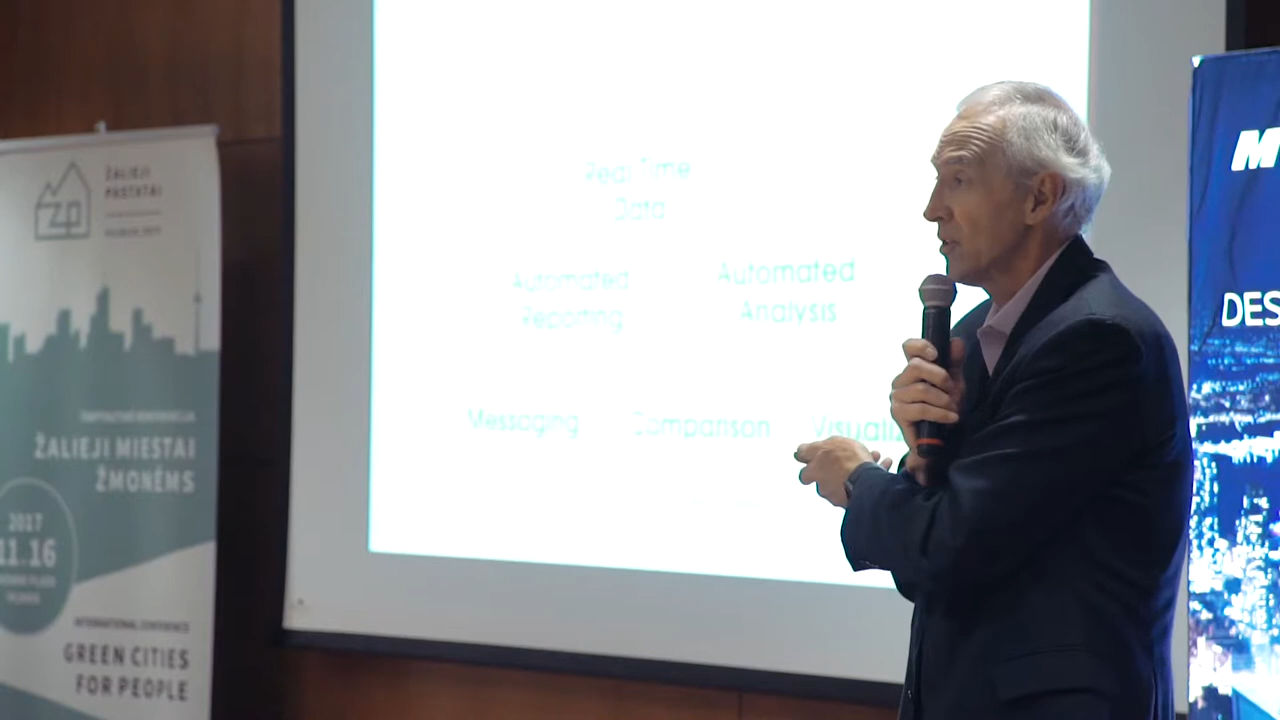 ŽALIEJI
PASTATAI
ZP
ŽALIEJI MIESTAI
ŽMONĖMS
2017
11.16
INTERNATIONAL CONFERENCE
GREEN CITIES
FOR PEOPLE
Real Time
Data
Automated
Reporting
Automated
Analysis
Messaging
Comparison
M
DES